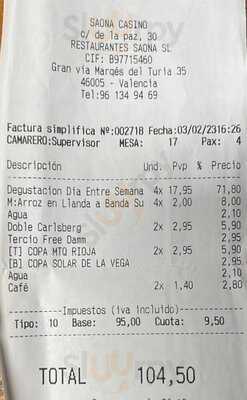 SAONA CASINO
c/ de la paz, 30
RESTAURANTES SAONA SL
CIF: B97715460
Gran vía Marqés del Turia 35
46005 - Valencia
Tel:96 134 94 69
Factura simplifica Nº:002718 Fecha:03/02/2316:26
CAMARERO:Supervisor MESA: 17 Pax: 4
Descripción Und. Pvp % Precio
Degustacion Dia Entre Semana 4x 17,95 71,80
M:Arroz en Llanda a Banda Su 4x 2,00 8,00
Agua 2,10
Doble Carlsberg 2x 2,95 5,90
Tercio Free Damm 2,95
[T] COPA MTQ RIOJA 2x 2,95 5,90
[B] COPA SOLAR DE LA VEGA 2,95
Agua 2,10
Café 2x 1,40 2,80
Impuestos (iva incluido)
Tipo: 10 Base: 95,00 Cuota: 9,50
TOTAL 104,50